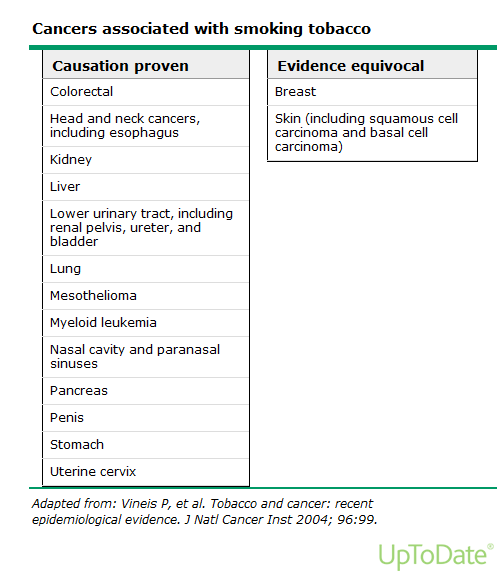 Cancers associated with smoking tobacco
Causation proven
Colorectal
Head and neck cancers,
including esophagus
Kidney
Liver
Lower urinary tract, including
renal pelvis, ureter, and
bladder
Lung
Mesothelioma
Myeloid leukemia
Nasal cavity and paranasal
sinuses
Pancreas
Penis
Stomach
Uterine cervix
Evidence equivocal
Breast
Skin (including squamous cell
carcinoma and basal cell
carcinoma)
Adapted from: Vineis P, et al. Tobacco and cancer: recent
epidemiological evidence. J Natl Cancer Inst 2004; 96:99.
UpToDate®